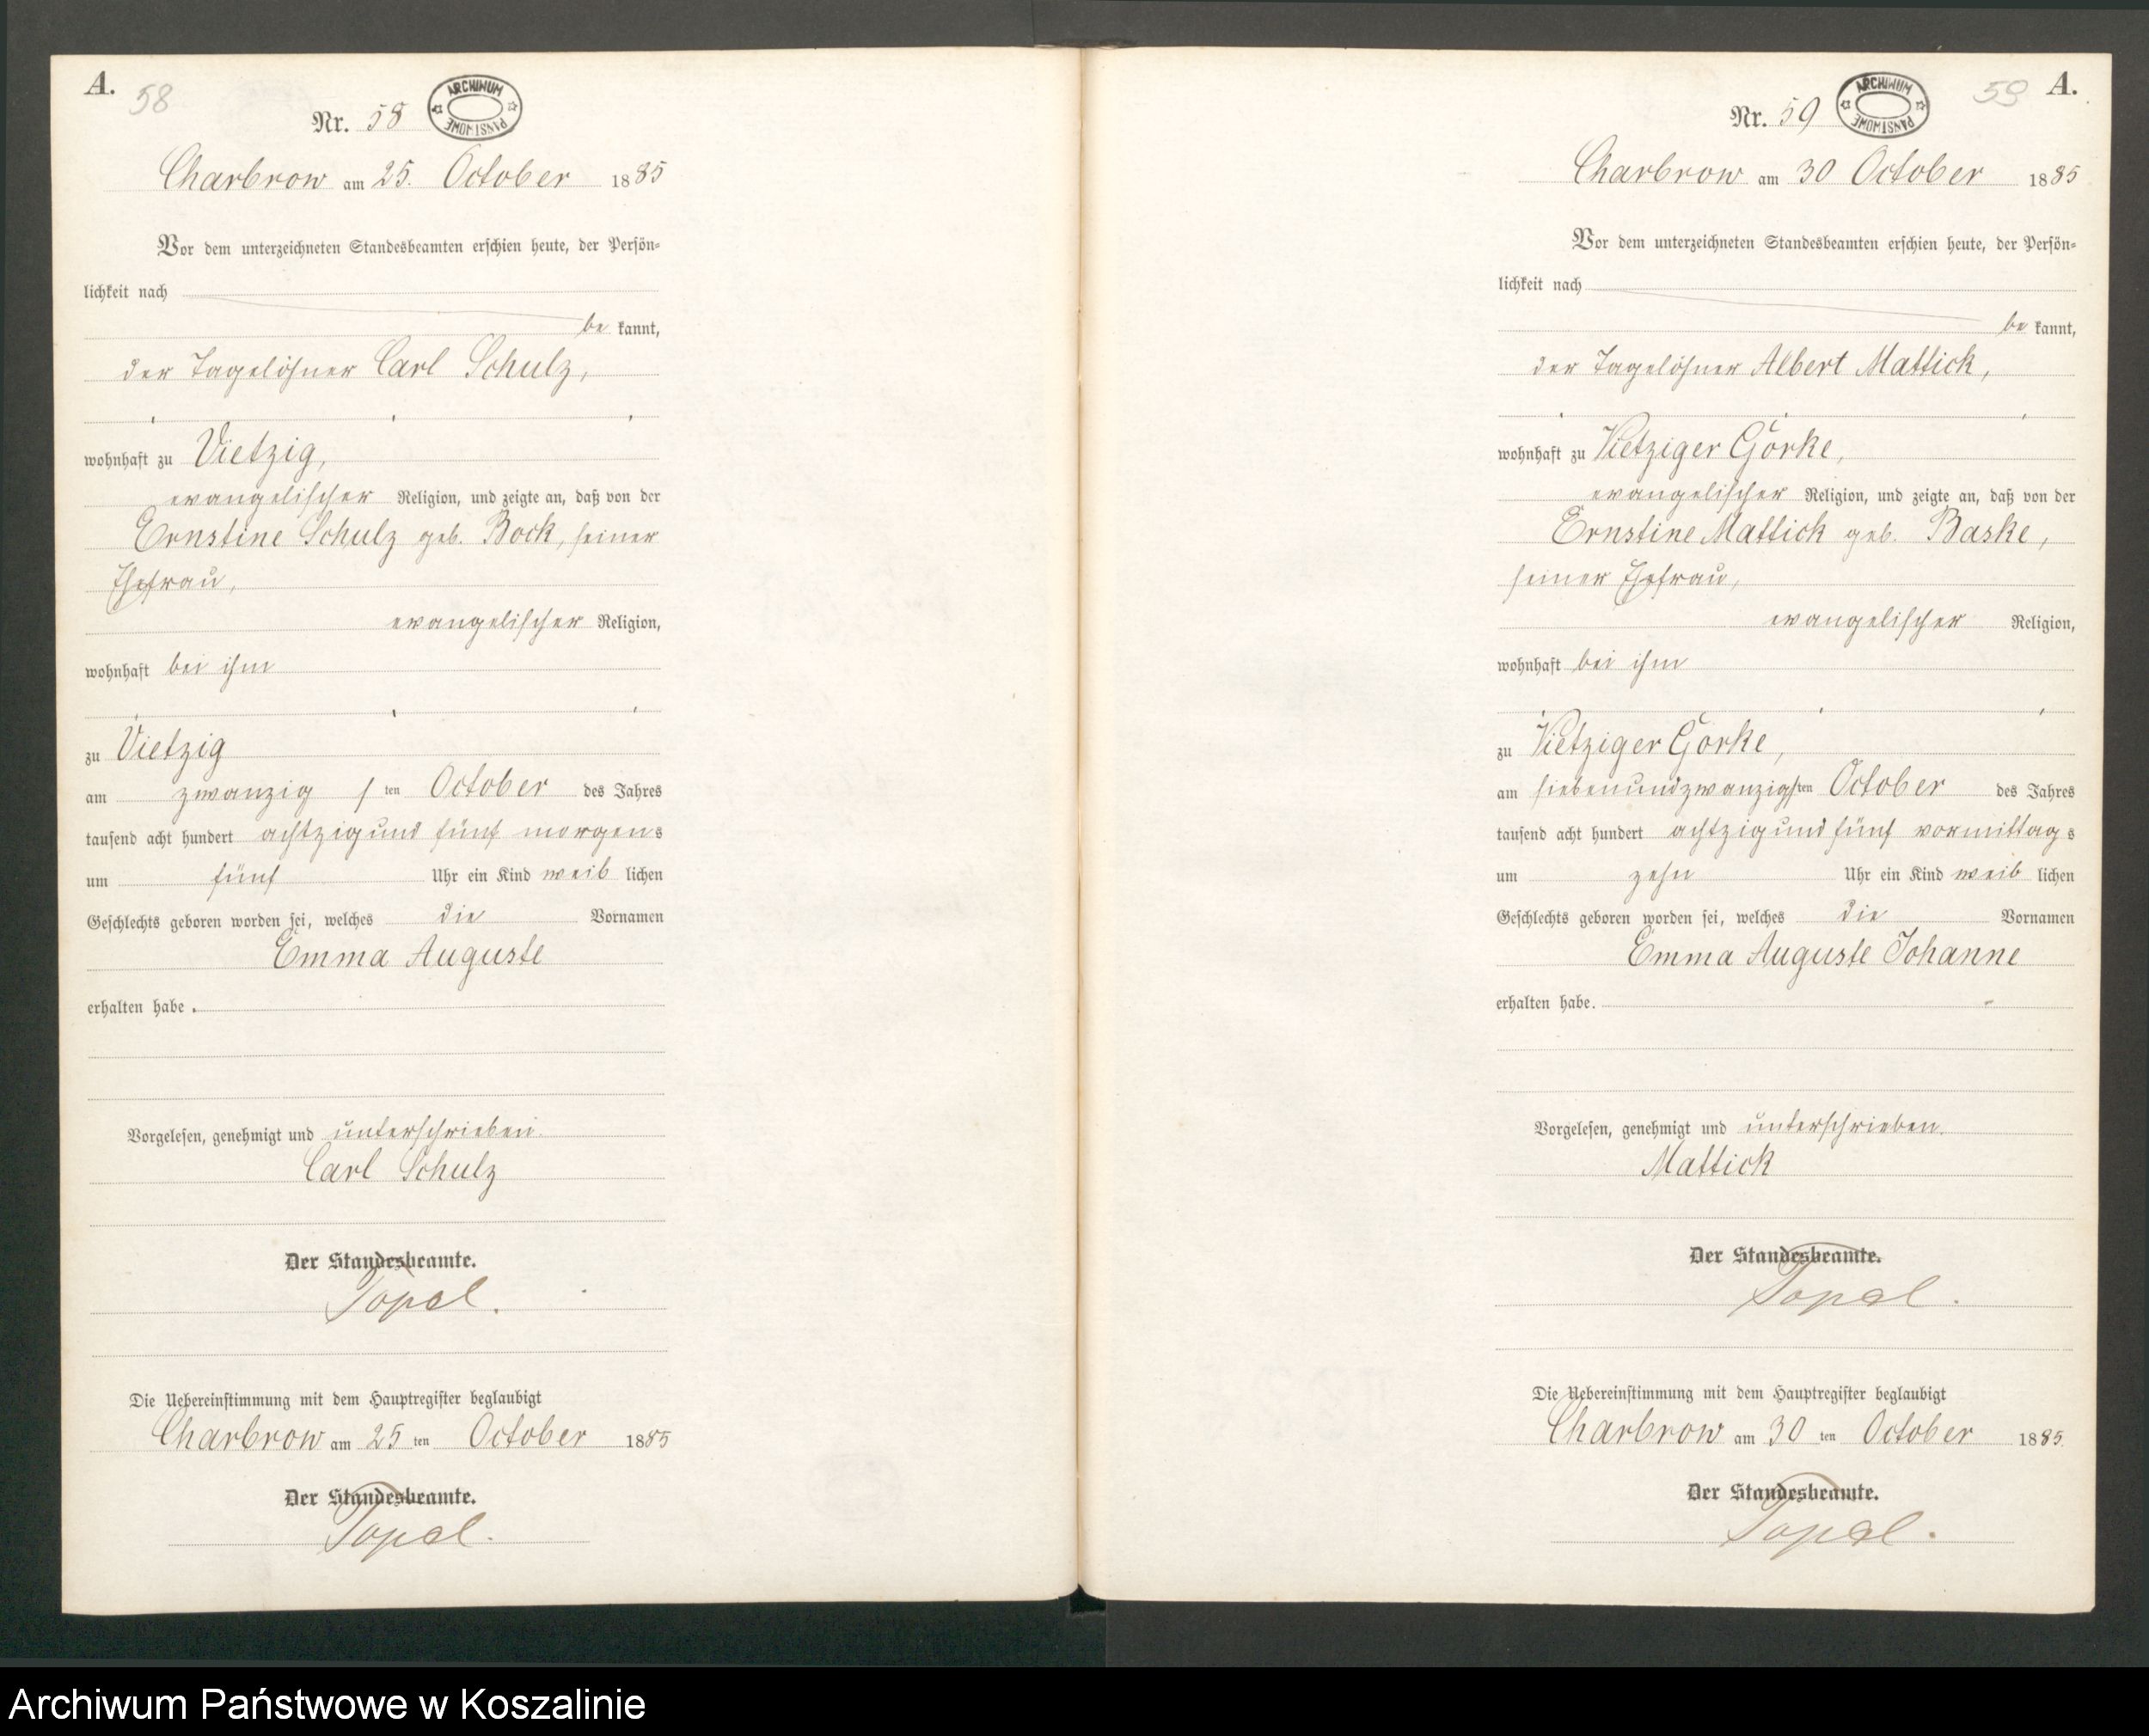 A.
58
Nr. 58
ARCHIWUM PAŃSTWOWE
Charbrow am 25. October 1885
Vor dem unterzeichneten Standesbeamten erschien heute, der Persön-
lichkeit nach
be kannt,
der Tagelöhner Carl Schulz,
wohnhaft zu Vietzig,
evangelischer Religion, und zeigte an, daß von der
Ernstine Schulz geb. Bock, seiner
Ehefrau,
evangelischer Religion,
wohnhaft bei ihm
zu Vietzig
am zwanzig sten October des Jahres
tausend acht hundert achtzig und fünf morgens
um fünf Uhr ein Kind weib lichen
Geschlechts geboren worden sei, welches die Vornamen
Emma Auguste
erhalten habe.
Vorgelesen, genehmigt und unterschrieben.
Carl Schulz
Der Standesbeamte.
Topel.
Die Uebereinstimmung mit dem Hauptregister beglaubigt
Charbrow am 25 ten October 1885
Der Standesbeamte.
Topel.
59 A.
Nr. 59
ARCHIWUM PAŃSTWOWE
Charbrow am 30 October 1885
Vor dem unterzeichneten Standesbeamten erschien heute, der Persön-
lichkeit nach
be kannt,
der Tagelöhner Albert Mattick,
wohnhaft zu Vietziger Görke,
evangelischer Religion, und zeigte an, daß von der
Ernstine Mattick geb. Baske,
seiner Ehefrau,
evangelischer Religion,
wohnhaft bei ihm
zu Vietziger Görke,
am siebenundzwanzigsten October des Jahres
tausend acht hundert achtzig und fünf vormittags
um zehn Uhr ein Kind weib lichen
Geschlechts geboren worden sei, welches die Vornamen
Emma Auguste Johanne
erhalten habe.
Vorgelesen, genehmigt und unterschrieben.
Mattick
Der Standesbeamte.
Topel.
Die Uebereinstimmung mit dem Hauptregister beglaubigt
Charbrow am 30 ten October 1885.
Der Standesbeamte.
Topel.
Archiwum Państwowe w Koszalinie